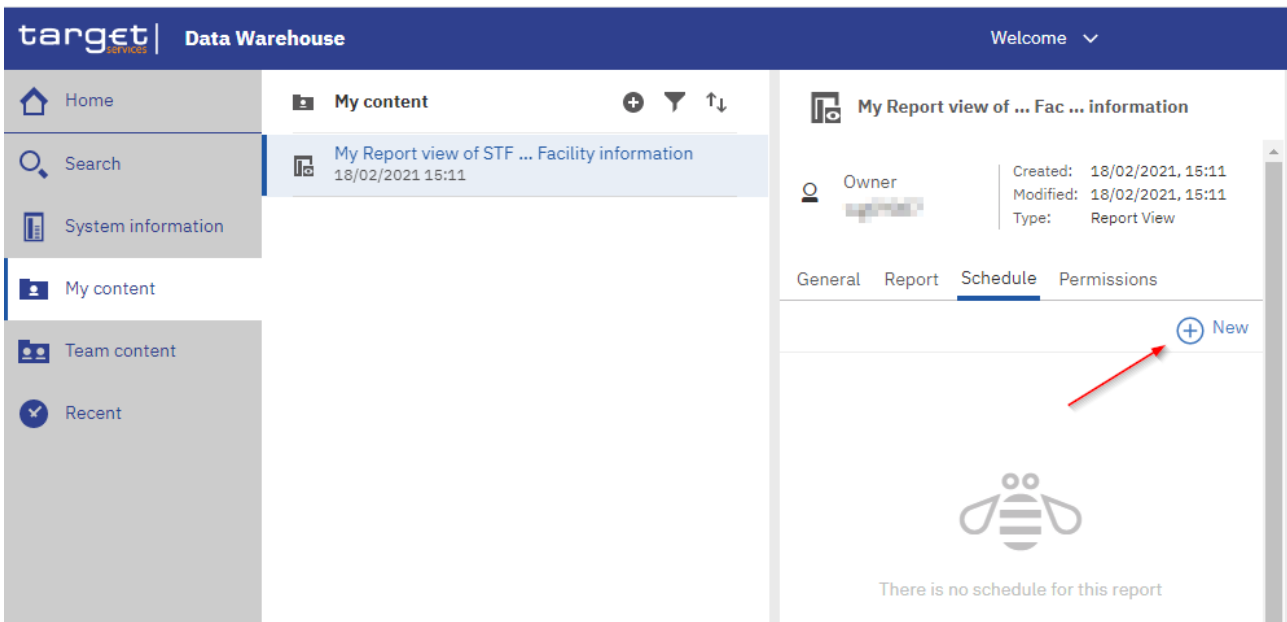 target services | Data Warehouse
Welcome
Home
Search
System information
My content
Team content
Recent
My content
My Report view of STF ... Facility information
18/02/2021 15:11
My Report view of ... Fac ... information
Owner
Created: 18/02/2021, 15:11
Modified: 18/02/2021, 15:11
Type: Report View
General Report Schedule Permissions
New
There is no schedule for this report